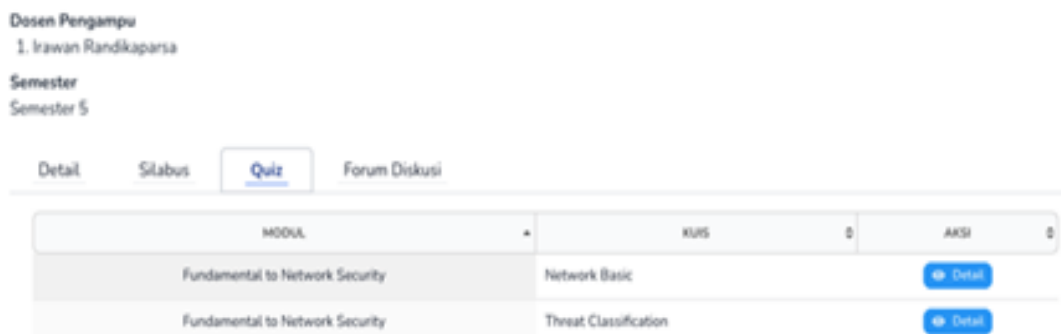 Dosen Pengampu
1. Irawan Randikaparsa
Semester
Semester 5
Detail Silabus Quiz Forum Diskusi
MODUL KUIS AKSI
Fundamental to Network Security Network Basic Detail
Fundamental to Network Security Threat Classification Detail